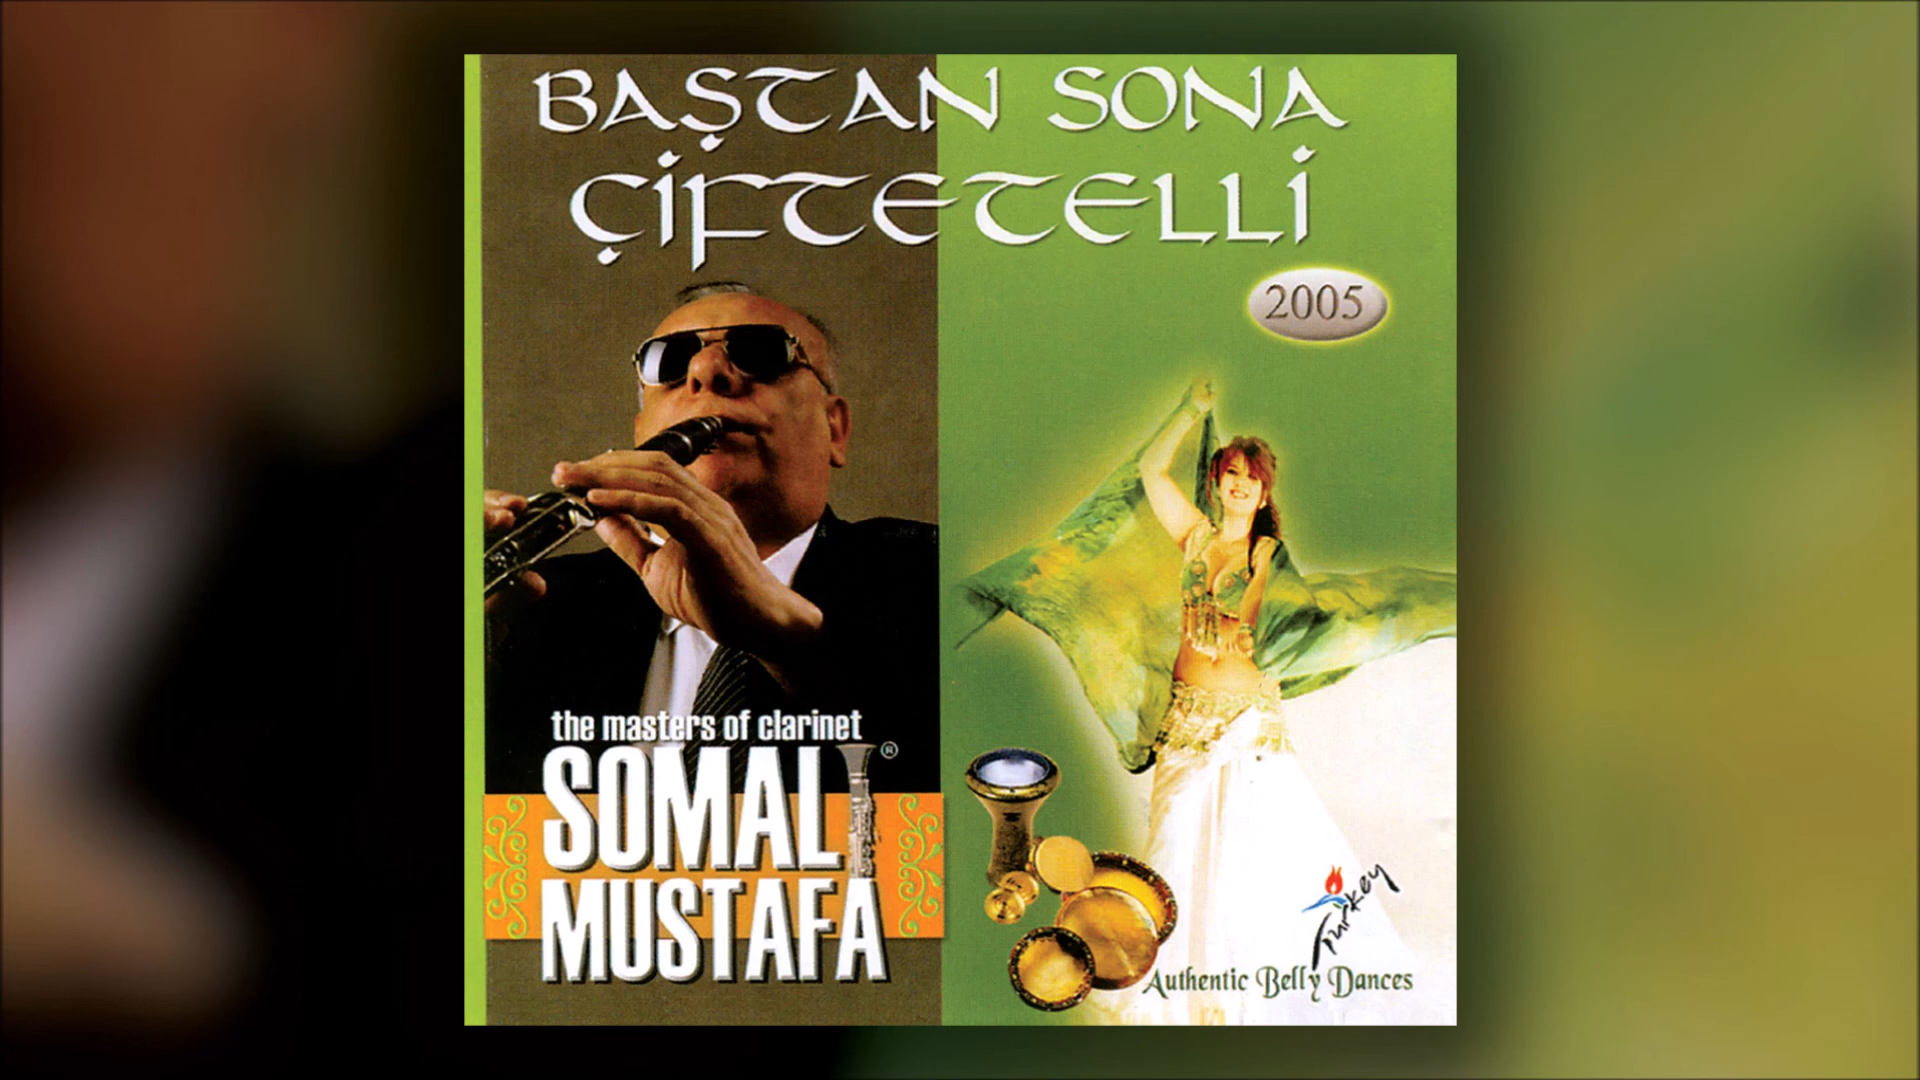 BAŞTAN SONA
ÇİFTETELLİ
2005
the masters of clarinet
SOMALI ®
MUSTAFA
Turkey
Authentic Belly Dances